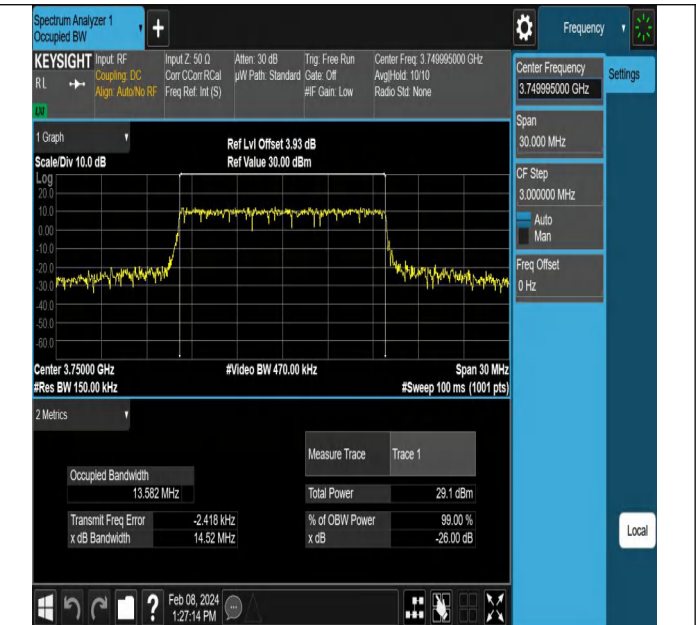 Spectrum Analyzer 1
Occupied BW
+
Frequency
KEYSIGHT
RL
LXI
Input: RF
Coupling: DC
Align: Auto/No RF
Input Z: 50 Ω
Corr CCorr RCal
Freq Ref: Int (S)
Atten: 30 dB
µW Path: Standard
Trig: Free Run
Gate: Off
#IF Gain: Low
Center Freq: 3.749995000 GHz
Avg|Hold: 10/10
Radio Std: None
Center Frequency
3.749995000 GHz
Settings
Span
30.000 MHz
CF Step
3.000000 MHz
Auto
Man
Freq Offset
0 Hz
1 Graph
Scale/Div 10.0 dB
Ref Lvl Offset 3.93 dB
Ref Value 30.00 dBm
Log
20.0
10.0
0.00
-10.0
-20.0
-30.0
-40.0
-50.0
-60.0
Center 3.75000 GHz
#Res BW 150.00 kHz
#Video BW 470.00 kHz
Span 30 MHz
#Sweep 100 ms (1001 pts)
2 Metrics
Measure Trace Trace 1
Occupied Bandwidth
13.582 MHz
Total Power 29.1 dBm
Transmit Freq Error -2.418 kHz
% of OBW Power 99.00 %
x dB Bandwidth 14.52 MHz
x dB -26.00 dB
Local
?
Feb 08, 2024
1:27:14 PM